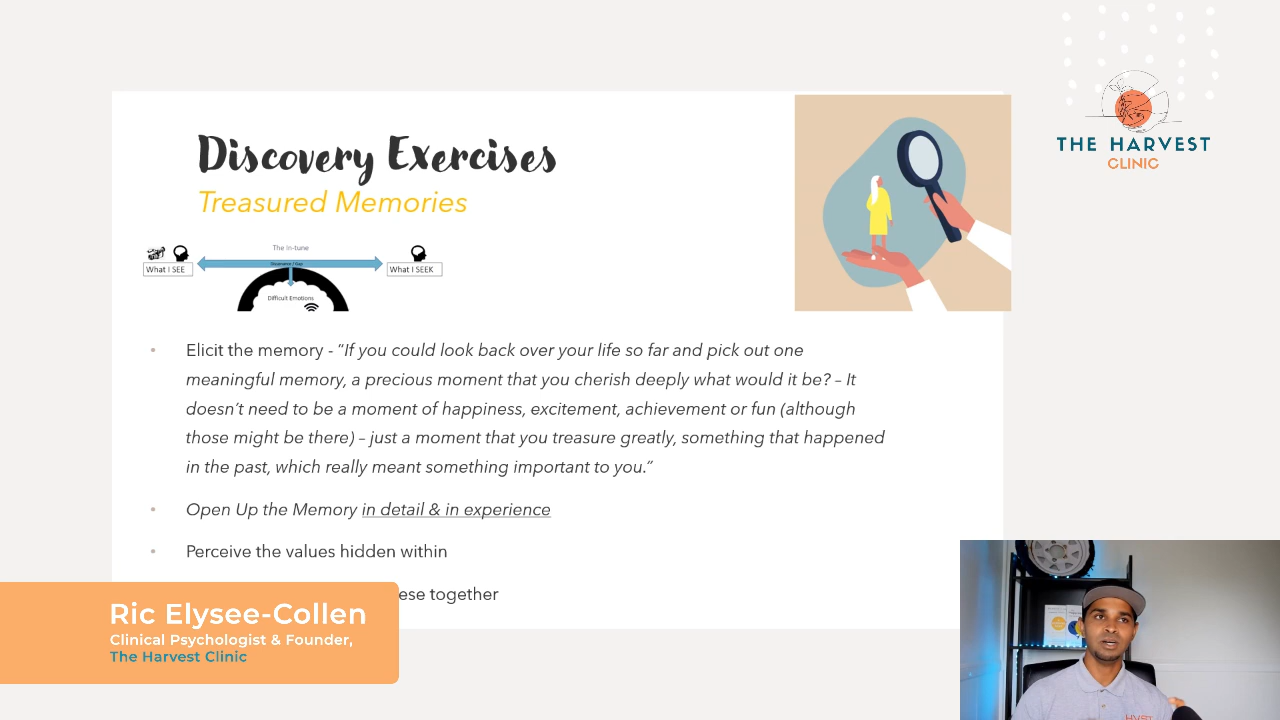 THE HARVEST
CLINIC
Discovery Exercises
Treasured Memories
The In-tune
What I SEE
What I SEEK
Difficult Emotions
• Elicit the memory - “If you could look back over your life so far and pick out one
meaningful memory, a precious moment that you cherish deeply what would it be? – It
doesn’t need to be a moment of happiness, excitement, achievement or fun (although
those might be there) – just a moment that you treasure greatly, something that happened
in the past, which really meant something important to you.”
• Open Up the Memory in detail & in experience
• Perceive the values hidden within
together
Ric Elysee-Collen
Clinical Psychologist & Founder,
The Harvest Clinic